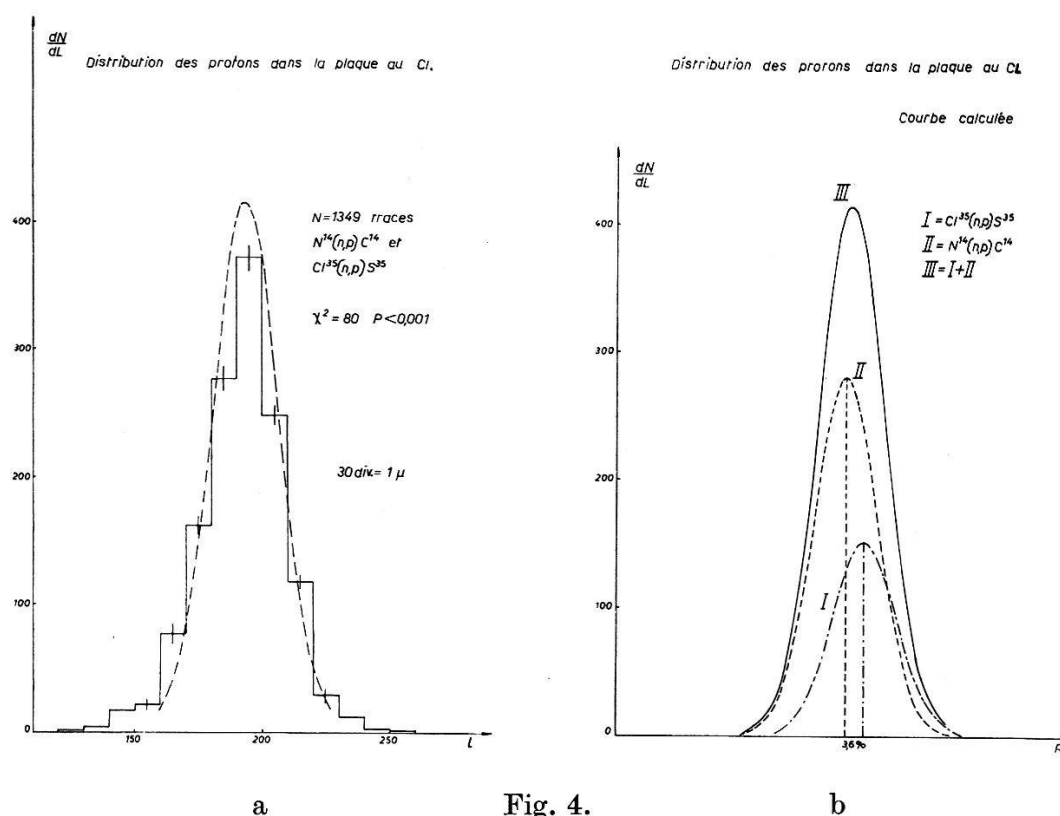 dN
dL
Distribution des protons dans la plaque au Cl.
N=1349 traces
N¹⁴(n,p)C¹⁴ et
Cl³⁵(n,p)S³⁵
χ²=80 P<0,001
30 div.=1 μ
400
300
200
100
0
150
200
250
l
a
Distribution des protons dans la plaque au CL
Courbe calculée
dN
dL
III
I=Cl³⁵(n,p)S³⁵
II=N¹⁴(n,p)C¹⁴
III=I+II
II
I
400
300
200
100
0
3,6%
b
Fig. 4.